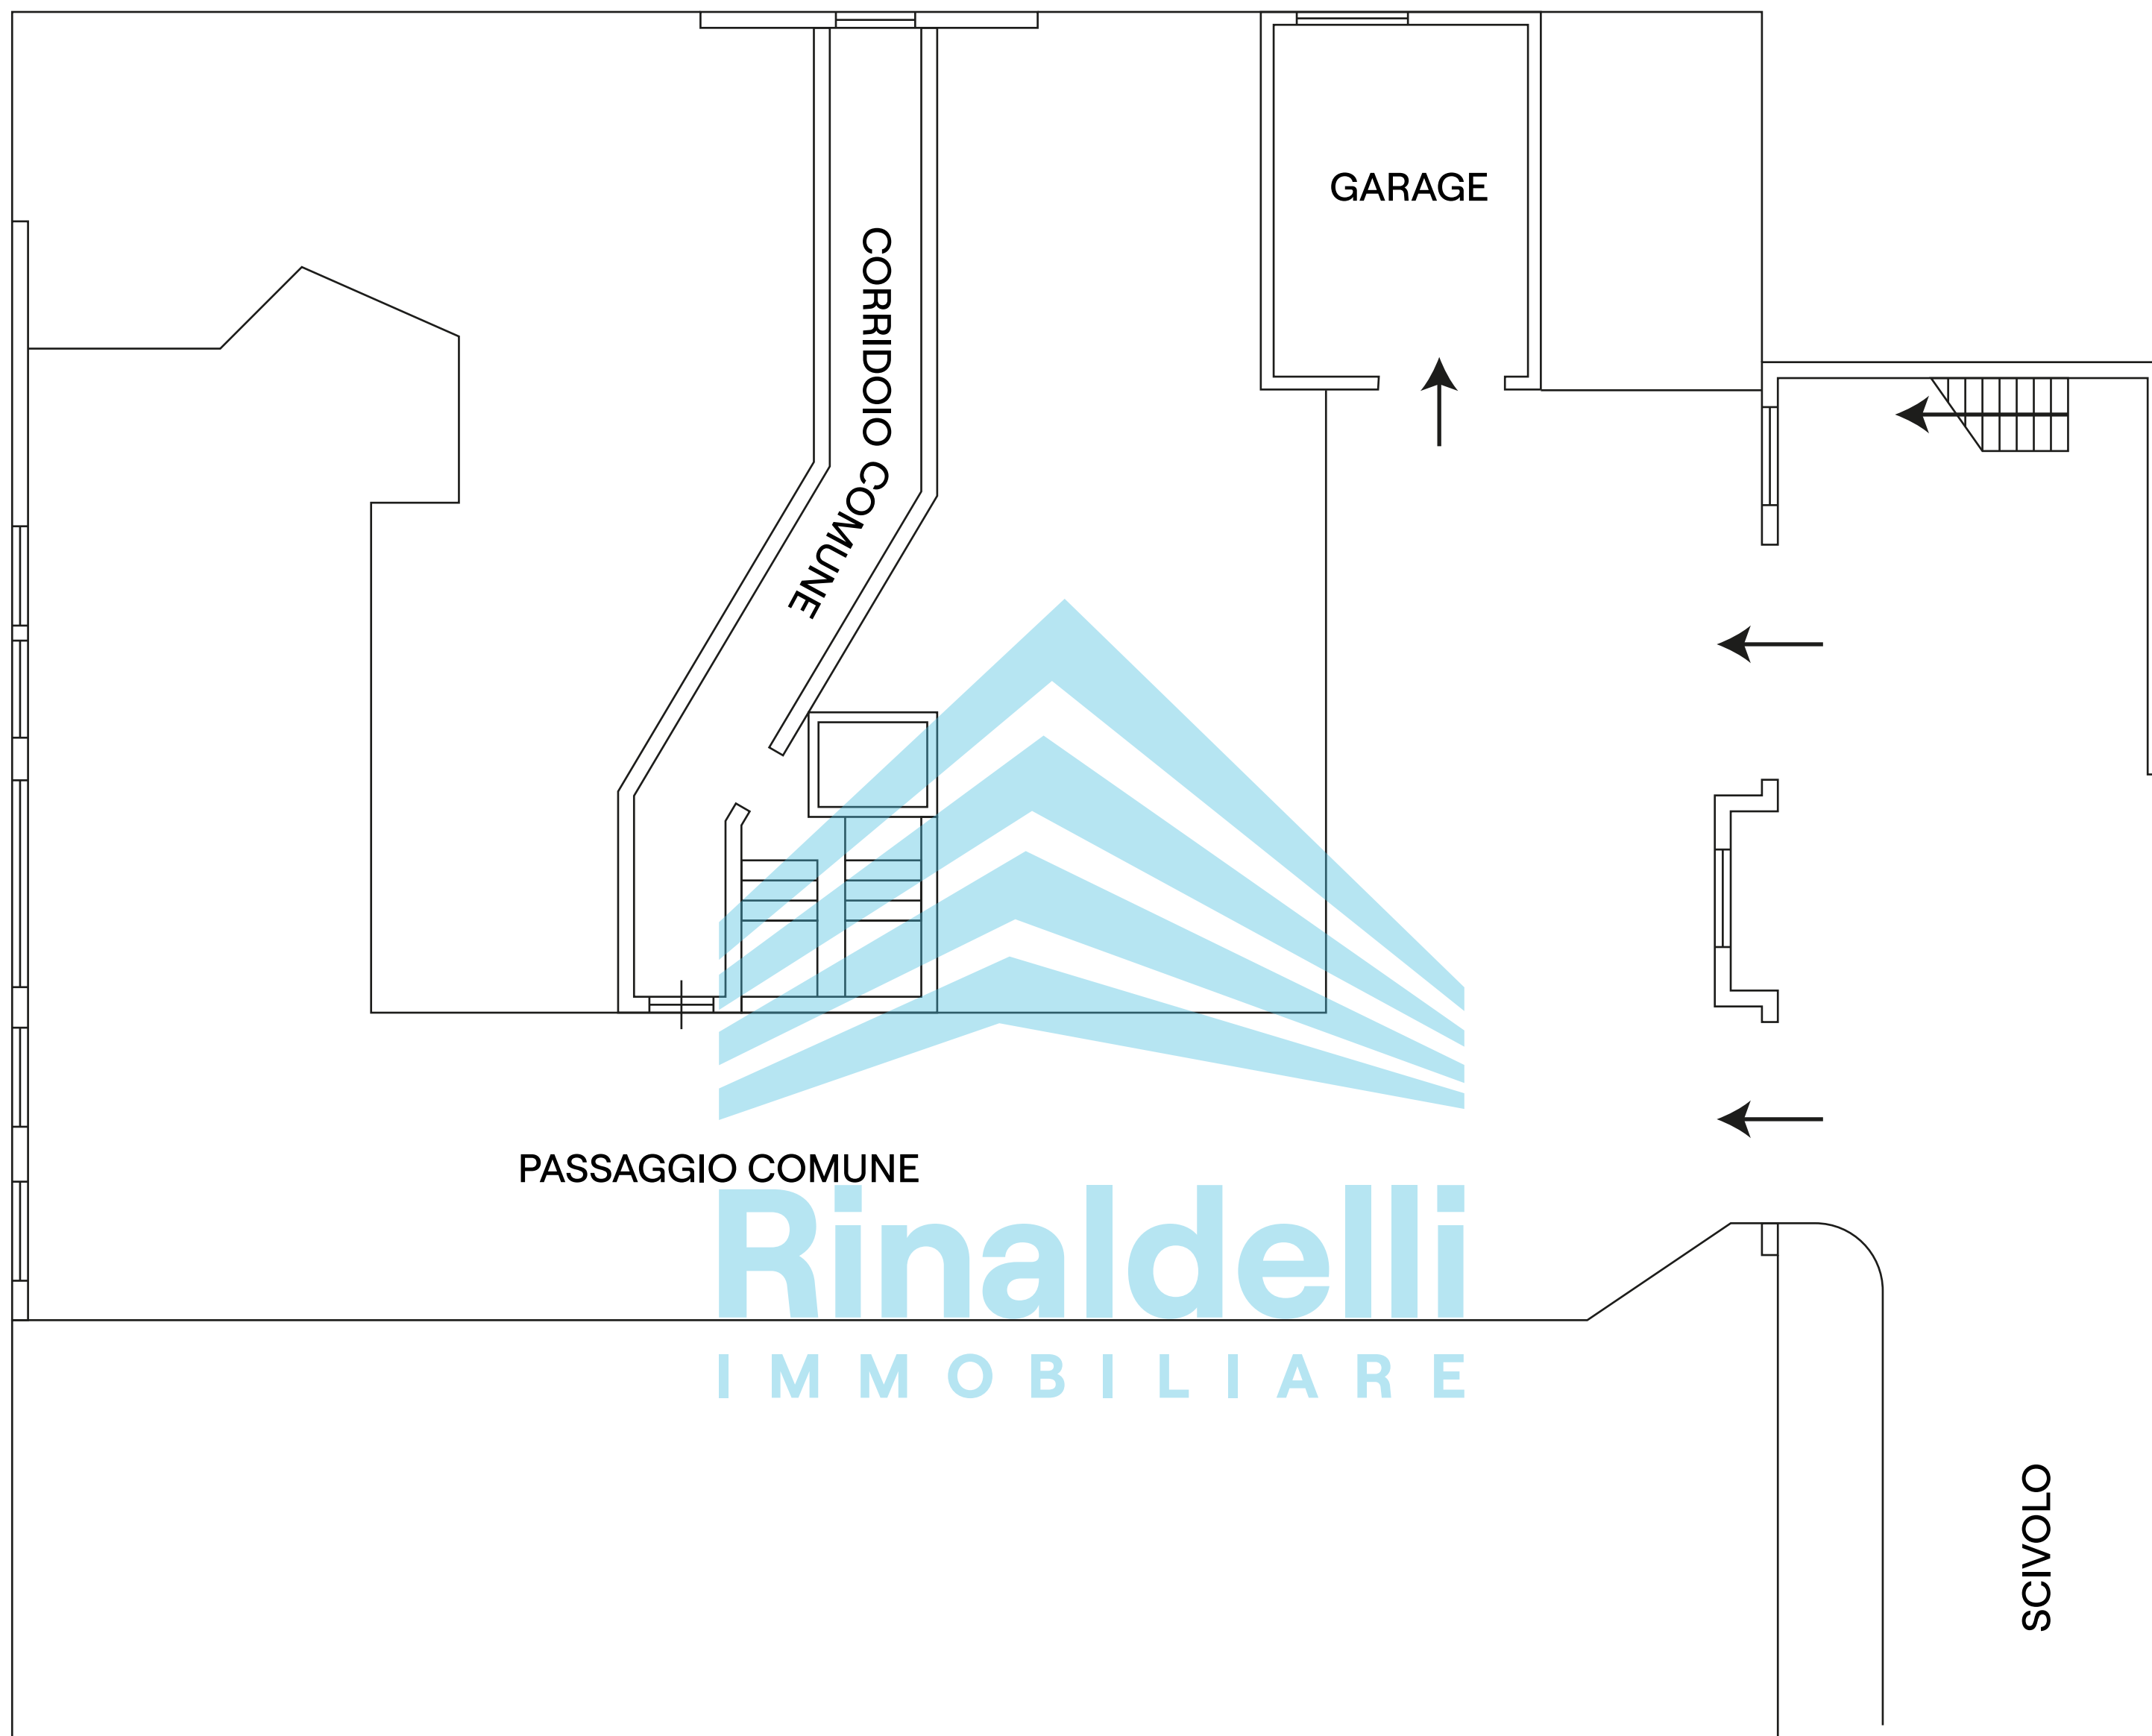 GARAGE
CORRIDOIO COMUNE
PASSAGGIO COMUNE
Rinaldelli
IMMOBILIARE
SCIVOLO